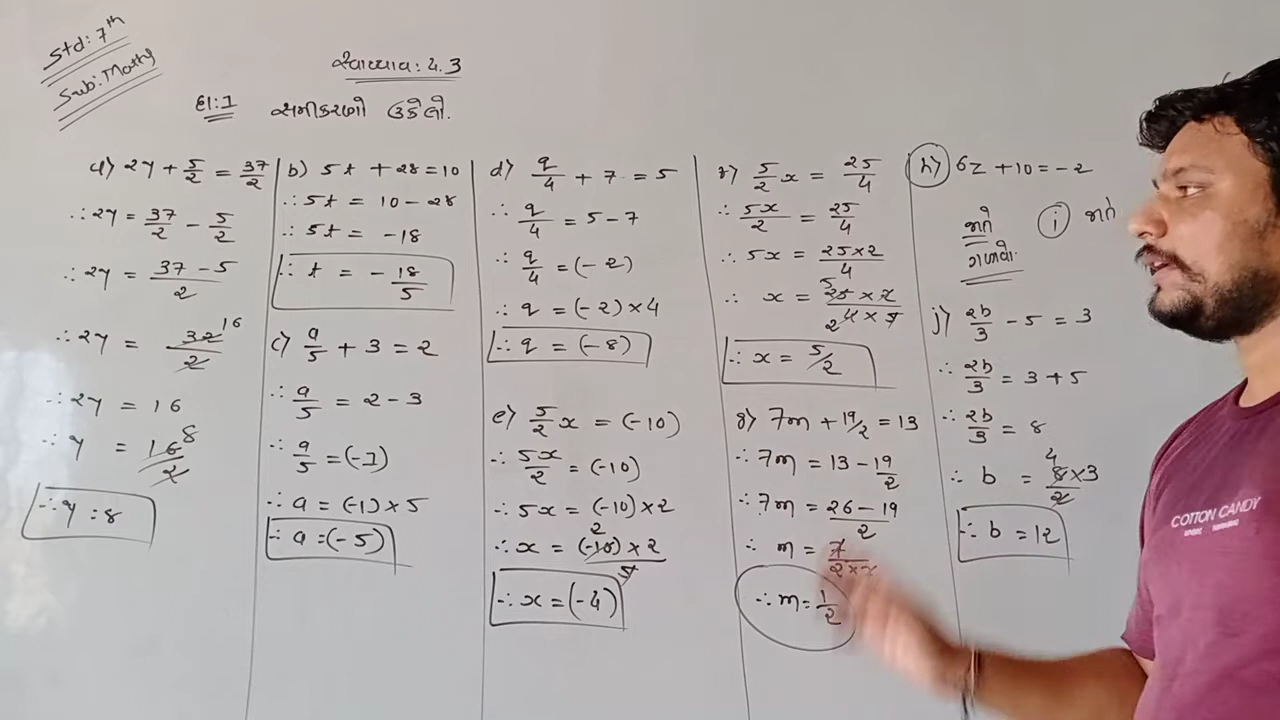 Std: 7th
Sub: Maths
સ્વાધ્યાય: 4.3
દા: 1 સમીકરણો ઉકેલો.
a) 2y + 5/2 = 37/2
∴ 2y = 37/2 - 5/2
∴ 2y = 37 - 5/2
∴ 2y = 32/2 16
∴ 2y = 16
∴ y = 16/2 8
∴ y = 8
b) 5t + 28 = 10
∴ 5t = 10 - 28
∴ 5t = -18
∴ t = -18/5
c) a/5 + 3 = 2
∴ a/5 = 2 - 3
∴ a/5 = (-1)
∴ a = (-1) × 5
∴ a = (-5)
d) q/4 + 7 = 5
∴ q/4 = 5 - 7
∴ q/4 = (-2)
∴ q = (-2) × 4
∴ q = (-8)
e) 5/2 x = (-10)
∴ 5x/2 = (-10)
∴ 5x = (-10) × 2
∴ x = (-10) × 2/5 2
∴ x = (-4)
f) 5/2 x = 25/4
∴ 5x/2 = 25/4
∴ 5x = 25×2/4
∴ x = 25 × 2/4 × 5 5 2
∴ x = 5/2
g) 7m + 19/2 = 13
∴ 7m = 13 - 19/2
∴ 7m = 26 - 19/2
∴ m = 7/2×7
∴ m = 1/2
h) 6z + 10 = -2
જાતે
ગણવો.
i જાતે
j) 2b/3 - 5 = 3
∴ 2b/3 = 3 + 5
∴ 2b/3 = 8
∴ b = 8×3/2 4
∴ b = 12
COTTON CANDY